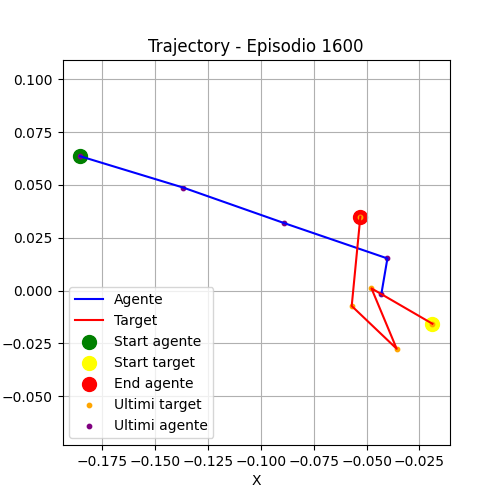 Trajectory - Episodio 1600
0.100
0.075
0.050
0.025
0.000
−0.025
−0.050
Agente
Target
Start agente
Start target
End agente
Ultimi target
Ultimi agente
−0.175 −0.150 −0.125 −0.100 −0.075 −0.050 −0.025
X